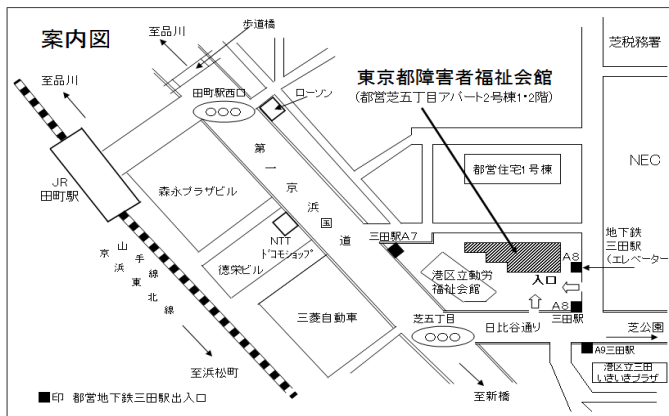 案内図
至品川
歩道橋
芝税務署
至品川
田町駅西口
ローソン
東京都障害者福祉会館
(都営芝五丁目アパート2号棟1・2階)
JR
田町駅
第一京浜国道
森永プラザビル
都営住宅1号棟
NEC
NTT
ドコモショップ
三田駅A7
地下鉄
三田駅
(エレベーター)
A8
山手線
京浜東北線
徳栄ビル
港区立勤労
福祉会館
入口
三菱自動車
A8
三田駅
芝五丁目
日比谷通り
芝公園
A9三田駅
至浜松町
港区立三田
いきいきプラザ
至新橋
■印 都営地下鉄三田駅出入口